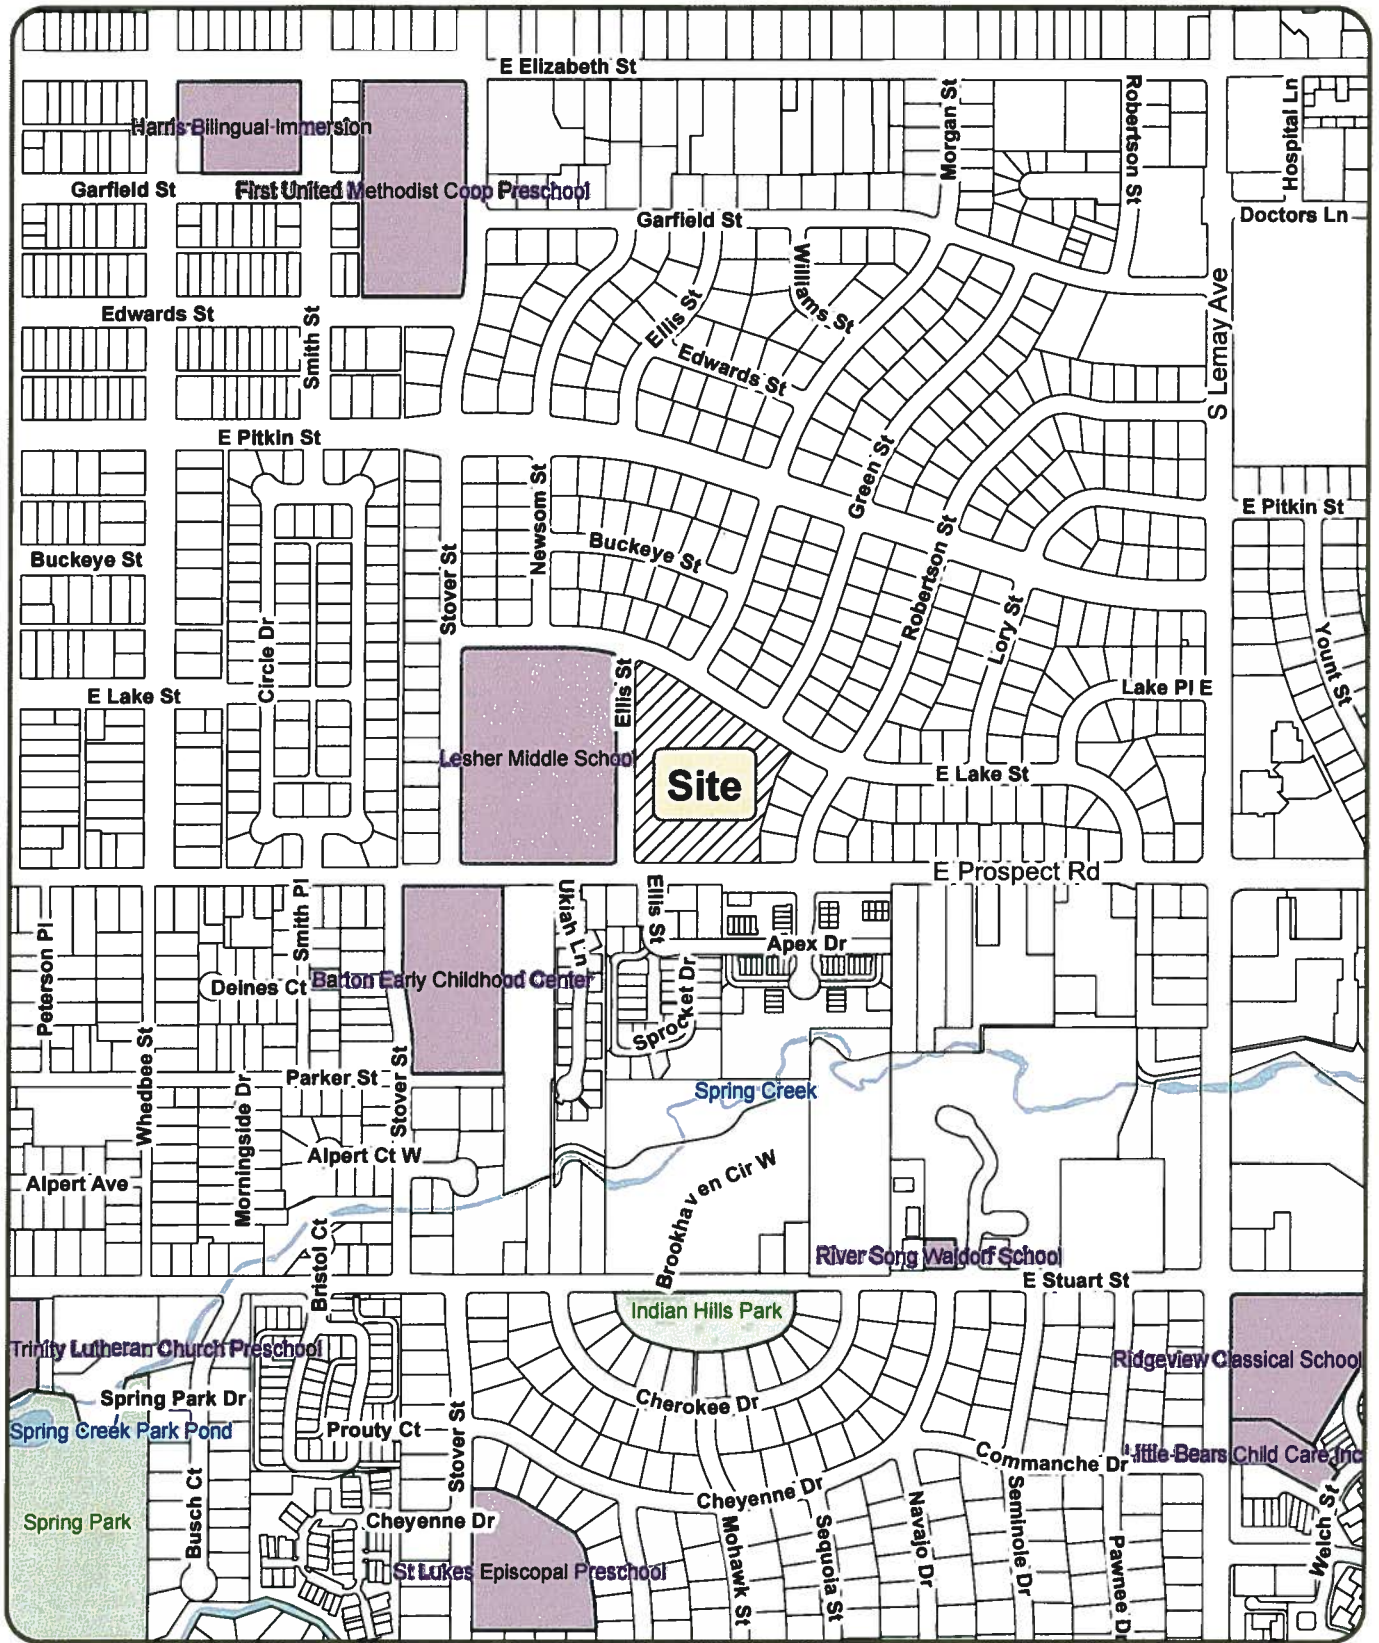 E Elizabeth St
Morgan St
Robertson St
Hospital Ln
Harris Bilingual Immersion
Garfield St
First United Methodist Coop Preschool
Doctors Ln
Garfield St
Williams St
Ellis St
Edwards St
Smith St
Edwards St
S Lemay Ave
E Pitkin St
Green St
Newsom St
E Pitkin St
Buckeye St
Buckeye St
Stover St
Robertson St
Lory St
Yount St
Circle Dr
E Lake St
Ellis St
Lake Pl E
Lesher Middle School
Site
E Lake St
E Prospect Rd
Peterson Pl
Smith Pl
Ukiah Ln
Ellis St
Apex Dr
Deines Ct
Barton Early Childhood Center
Sprocket Dr
Whedbee St
Morningside Dr
Parker St
Stover St
Spring Creek
Alpert Ct W
Alpert Ave
Brookhaven Cir W
Bristol Ct
River Song Waldorf School
E Stuart St
Indian Hills Park
Trinity Lutheran Church Preschool
Ridgeview Classical School
Spring Park Dr
Cherokee Dr
Spring Creek Park Pond
Prouty Ct
Stover St
Commanche Dr
Little Bears Child Care Inc
Cheyenne Dr
Busch Ct
Spring Park
Cheyenne Dr
Mohawk St
Sequoia St
Navajo Dr
Seminole Dr
Pawnee Dr
Welch St
St Lukes Episcopal Preschool